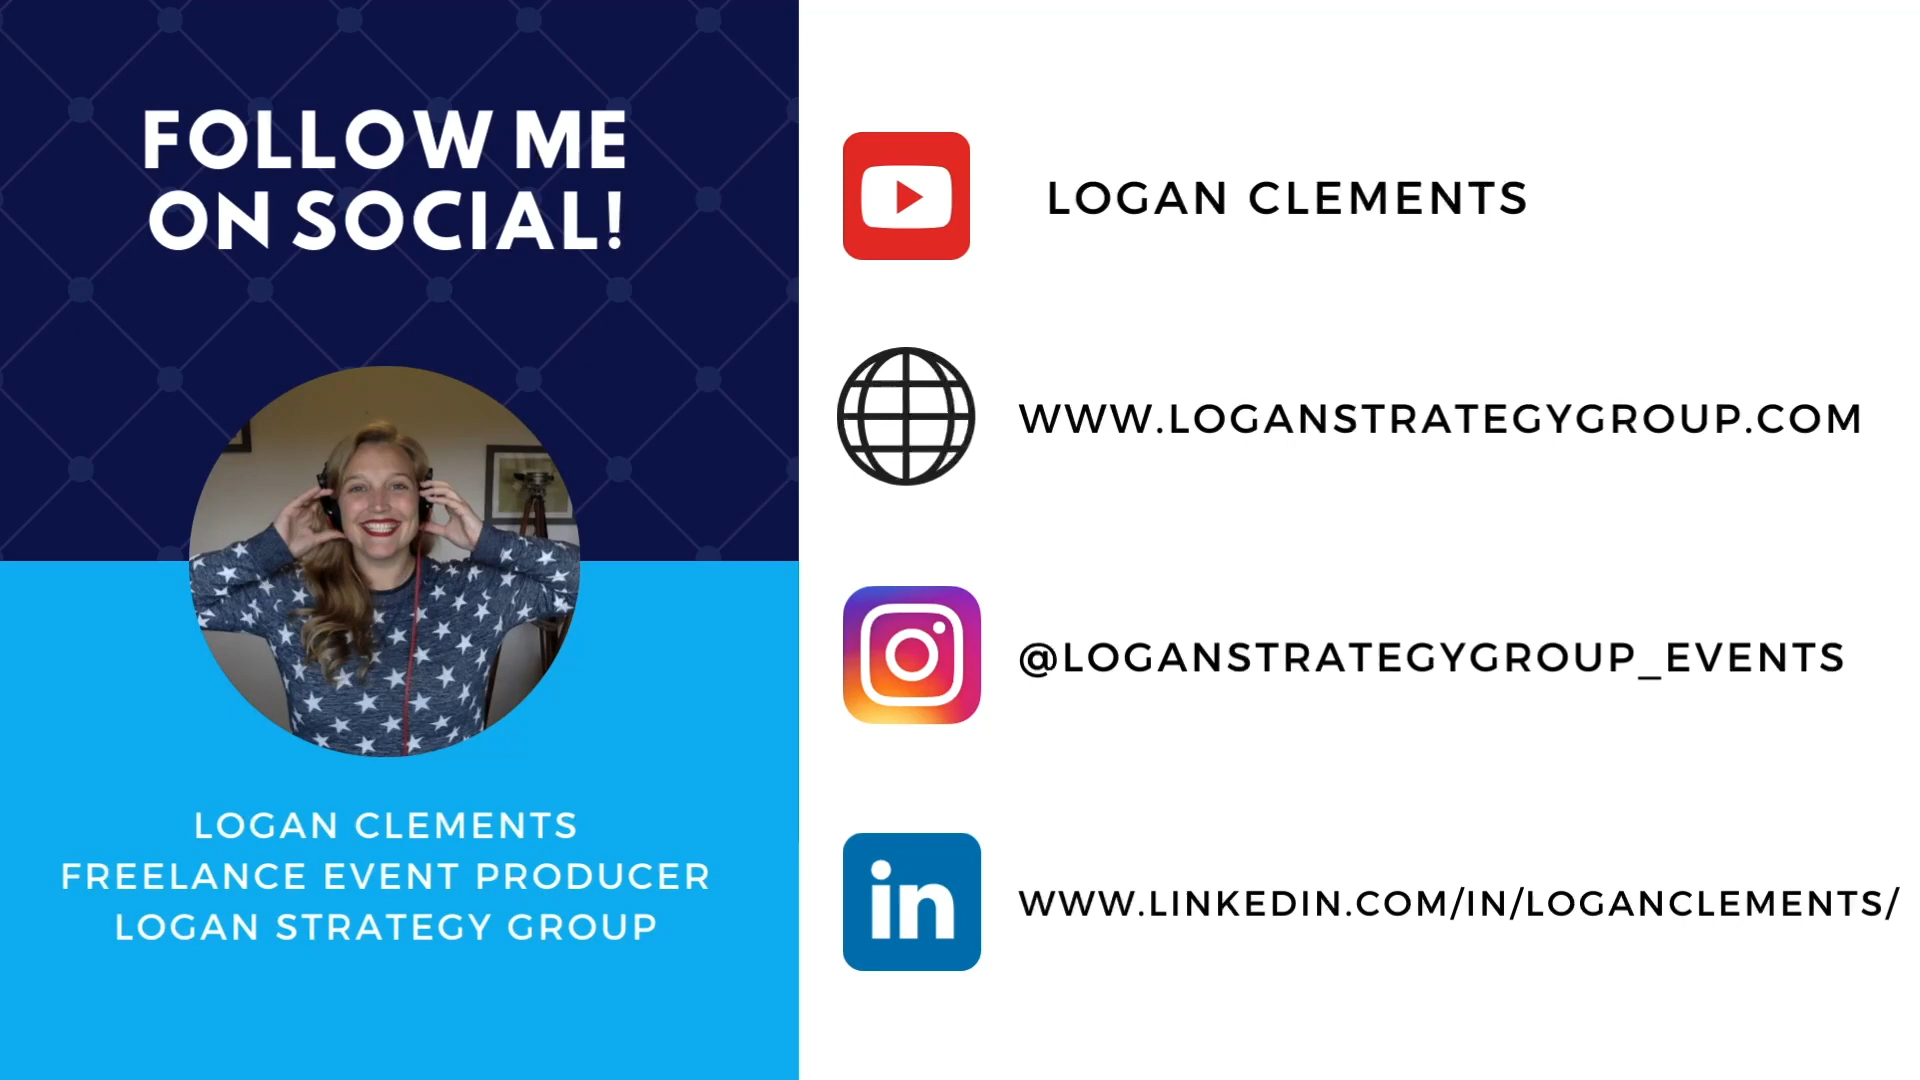 FOLLOW ME
ON SOCIAL!
LOGAN CLEMENTS
FREELANCE EVENT PRODUCER
LOGAN STRATEGY GROUP
LOGAN CLEMENTS
WWW.LOGANSTRATEGYGROUP.COM
@LOGANSTRATEGYGROUP_EVENTS
in
WWW.LINKEDIN.COM/IN/LOGANCLEMENTS/